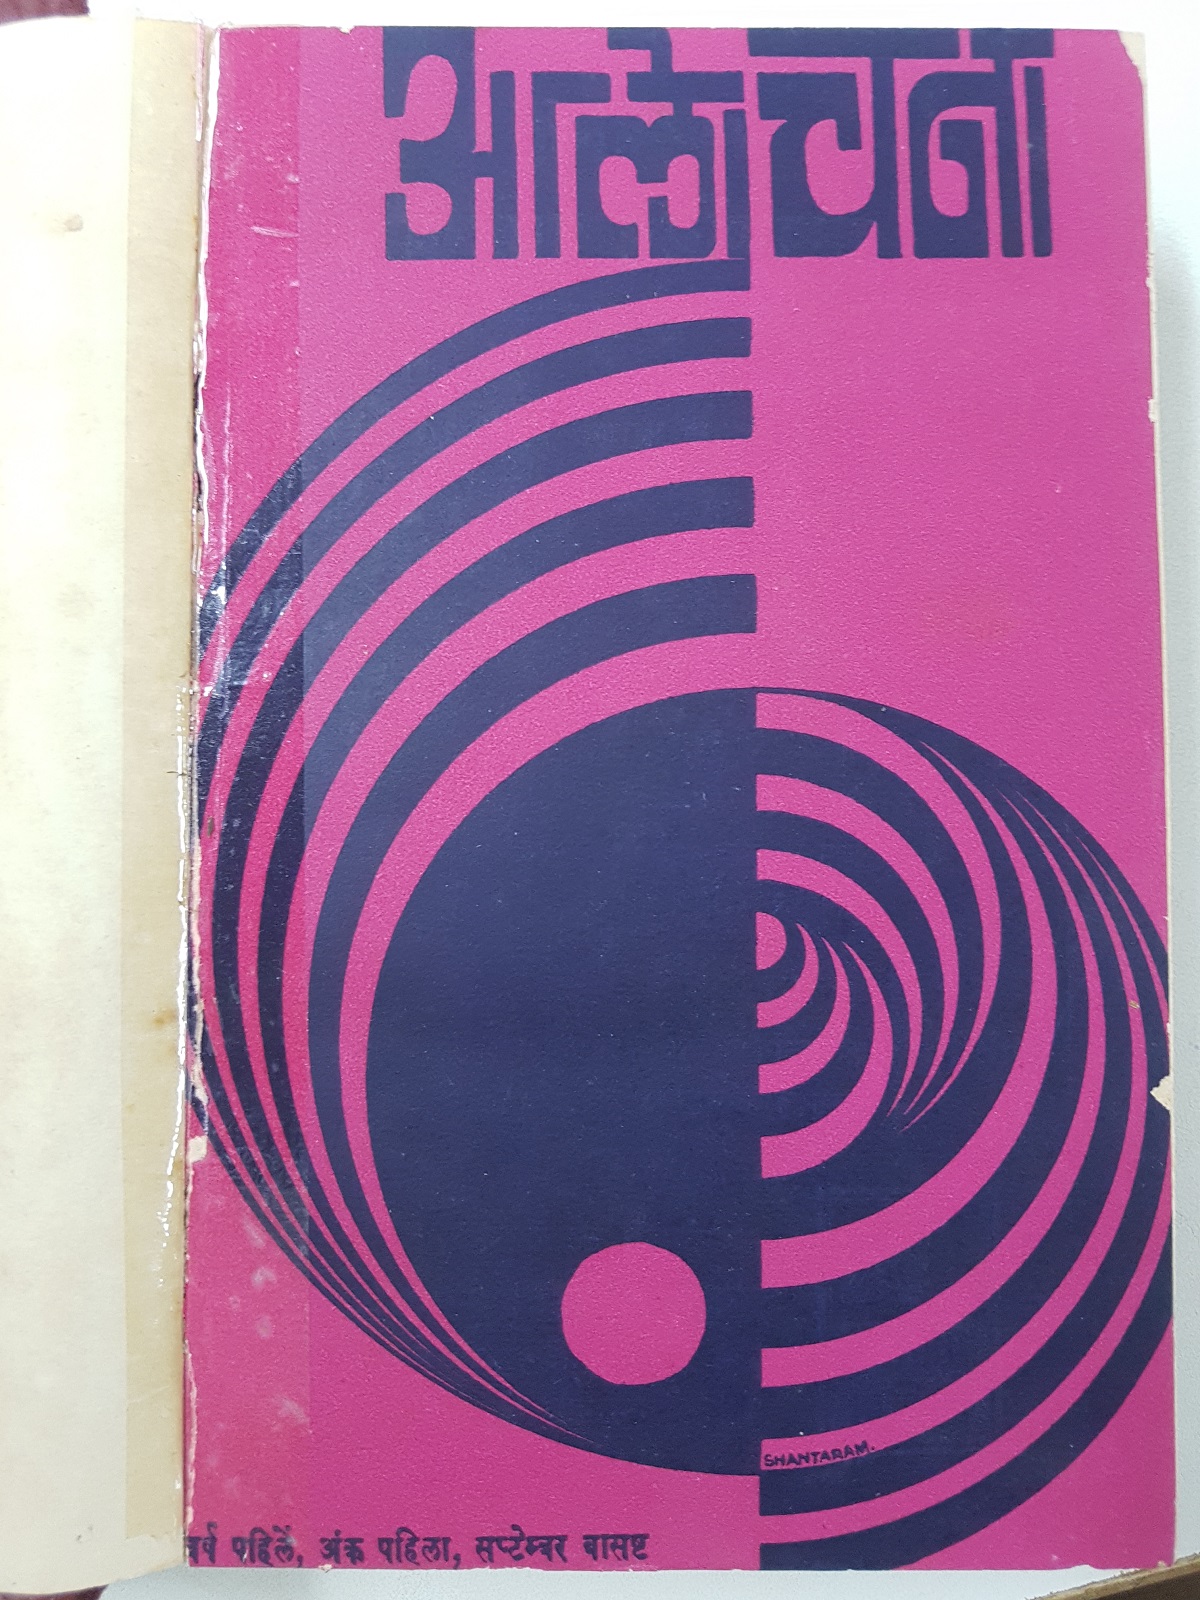 आलोचना
SHANTARAM.
वर्ष पहिलें, अंक पहिला, सप्टेम्बर बासष्ट